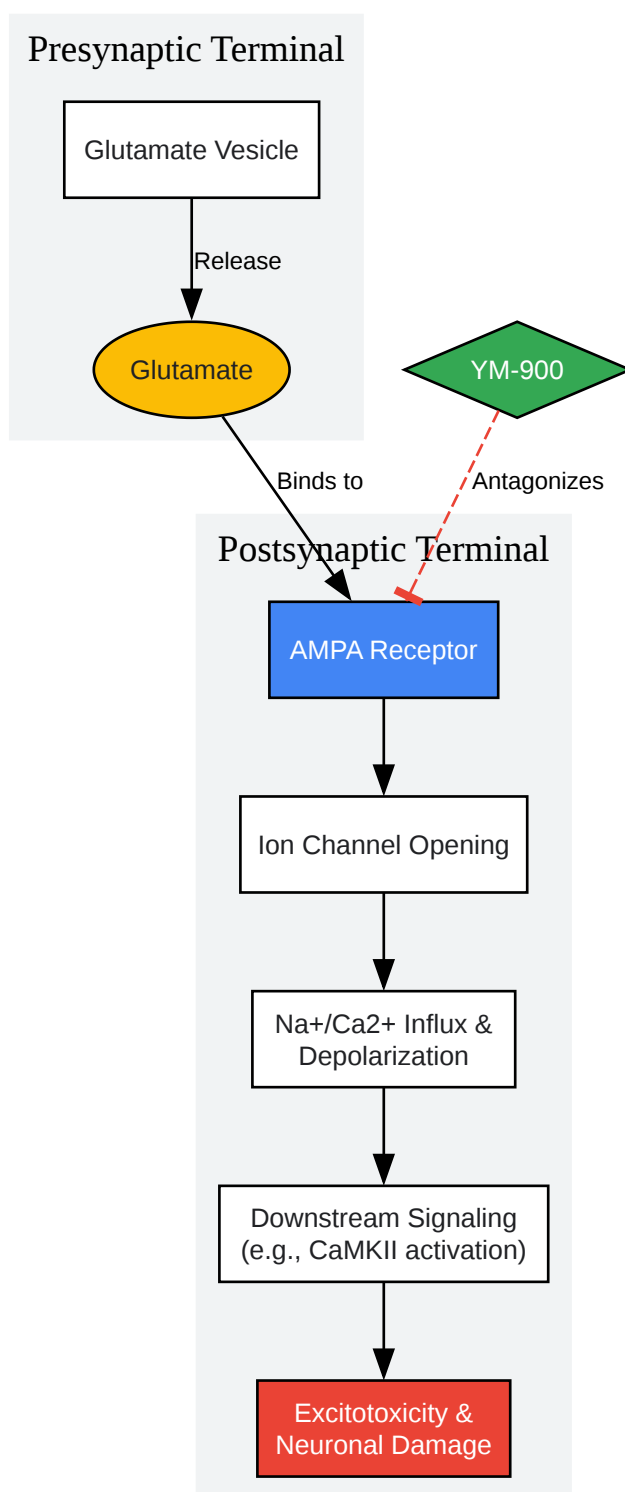 Presynaptic Terminal
Glutamate Vesicle
Release
Glutamate
YM-900
Binds to
Antagonizes
Postsynaptic Terminal
AMPA Receptor
Ion Channel Opening
Na+/Ca2+ Influx &
Depolarization
Downstream Signaling
(e.g., CaMKII activation)
Excitotoxicity &
Neuronal Damage